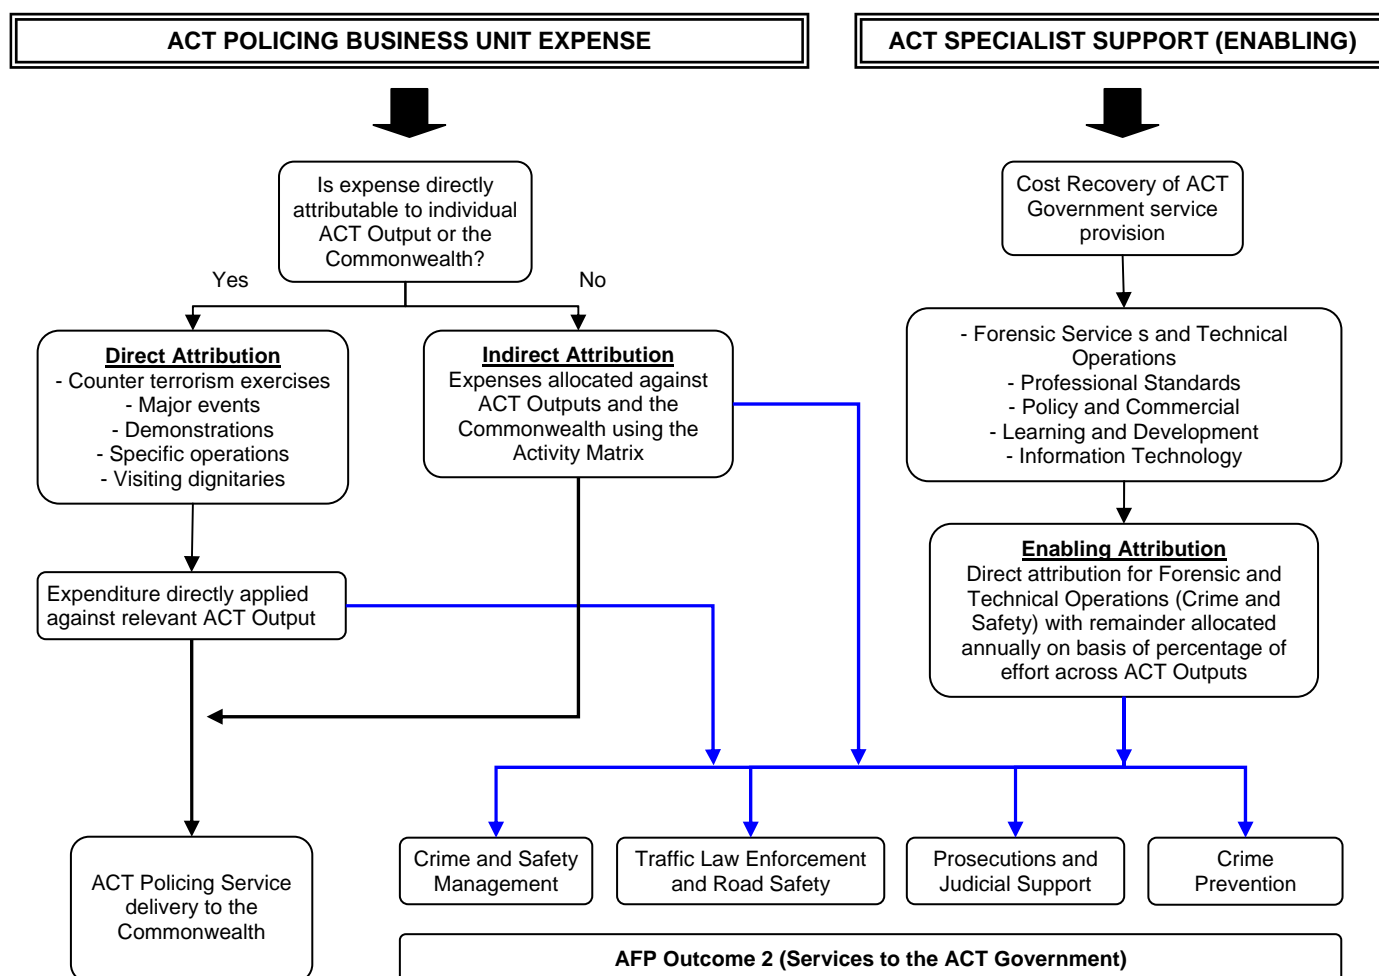 ACT POLICING BUSINESS UNIT EXPENSE
ACT SPECIALIST SUPPORT (ENABLING)
Is expense directly
attributable to individual
ACT Output or the
Commonwealth?
Yes
No
Cost Recovery of ACT
Government service
provision
Direct Attribution
- Counter terrorism exercises
- Major events
- Demonstrations
- Specific operations
- Visiting dignitaries
Indirect Attribution
Expenses allocated against
ACT Outputs and the
Commonwealth using the
Activity Matrix
- Forensic Service s and Technical
Operations
- Professional Standards
- Policy and Commercial
- Learning and Development
- Information Technology
Expenditure directly applied
against relevant ACT Output
Enabling Attribution
Direct attribution for Forensic and
Technical Operations (Crime and
Safety) with remainder allocated
annually on basis of percentage of
effort across ACT Outputs
ACT Policing Service
delivery to the
Commonwealth
Crime and Safety
Management
Traffic Law Enforcement
and Road Safety
Prosecutions and
Judicial Support
Crime
Prevention
AFP Outcome 2 (Services to the ACT Government)